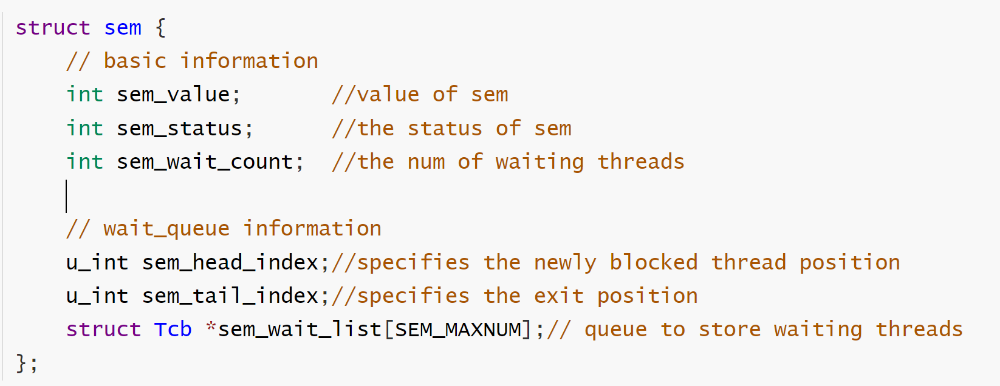 struct sem {
    // basic information
    int sem_value;       //value of sem
    int sem_status;      //the status of sem
    int sem_wait_count;  //the num of waiting threads
    // wait_queue information
    u_int sem_head_index;//specifies the newly blocked thread position
    u_int sem_tail_index;//specifies the exit position
    struct Tcb *sem_wait_list[SEM_MAXNUM];// queue to store waiting threads
};